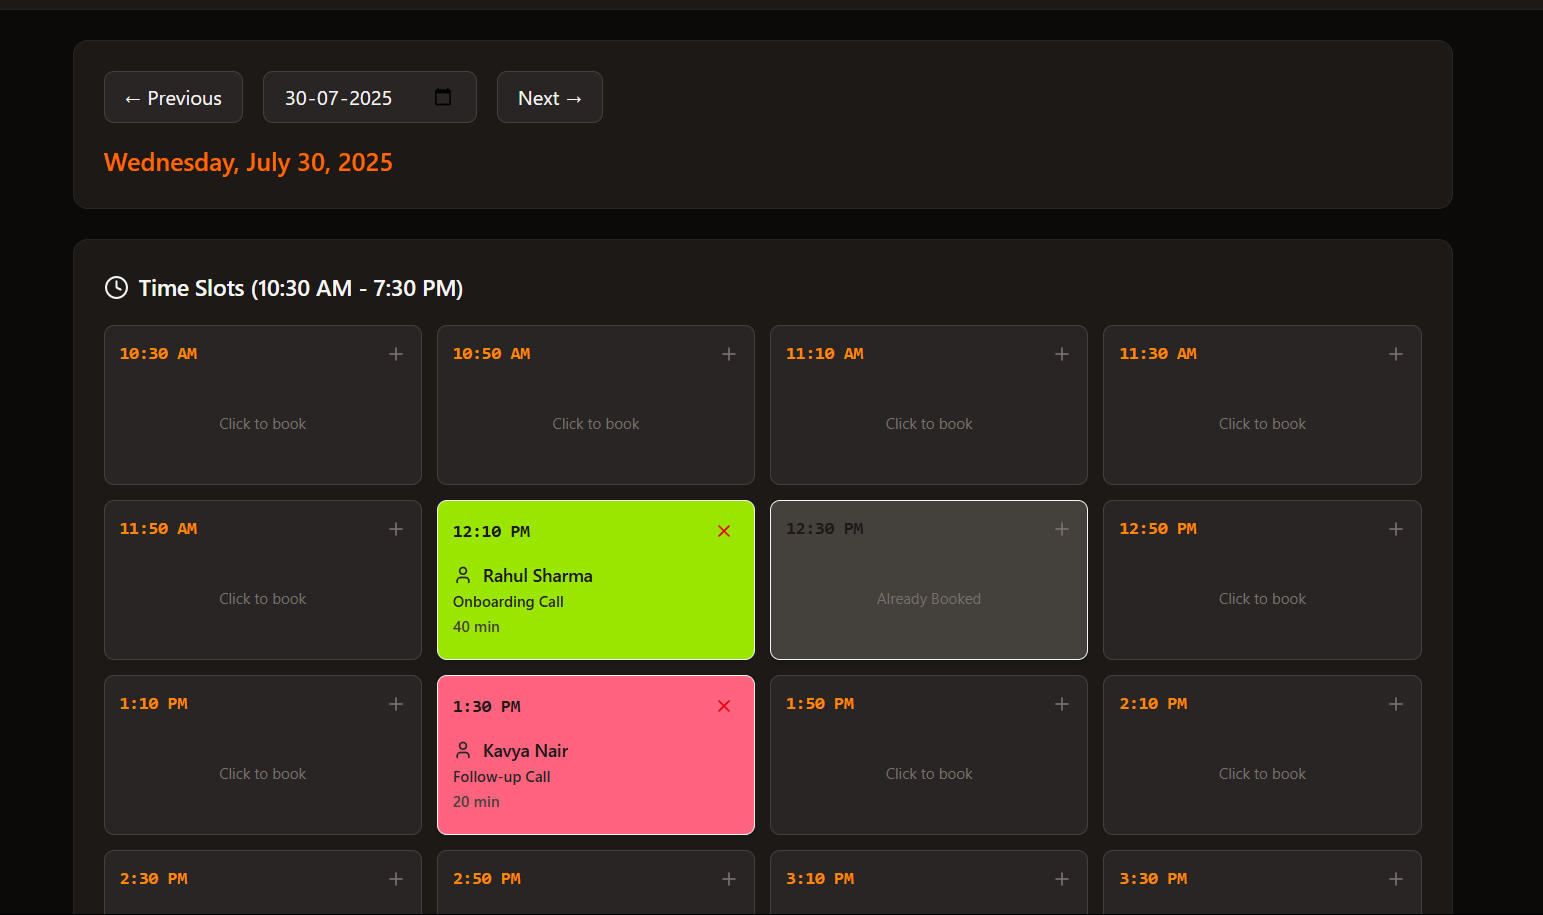 ← Previous
30-07-2025
Next →
Wednesday, July 30, 2025
Time Slots (10:30 AM - 7:30 PM)
10:30 AM
Click to book
10:50 AM
Click to book
11:10 AM
Click to book
11:30 AM
Click to book
11:50 AM
Click to book
12:10 PM
Rahul Sharma
Onboarding Call
40 min
12:30 PM
Already Booked
12:50 PM
Click to book
1:10 PM
Click to book
1:30 PM
Kavya Nair
Follow-up Call
20 min
1:50 PM
Click to book
2:10 PM
Click to book
2:30 PM
2:50 PM
3:10 PM
3:30 PM